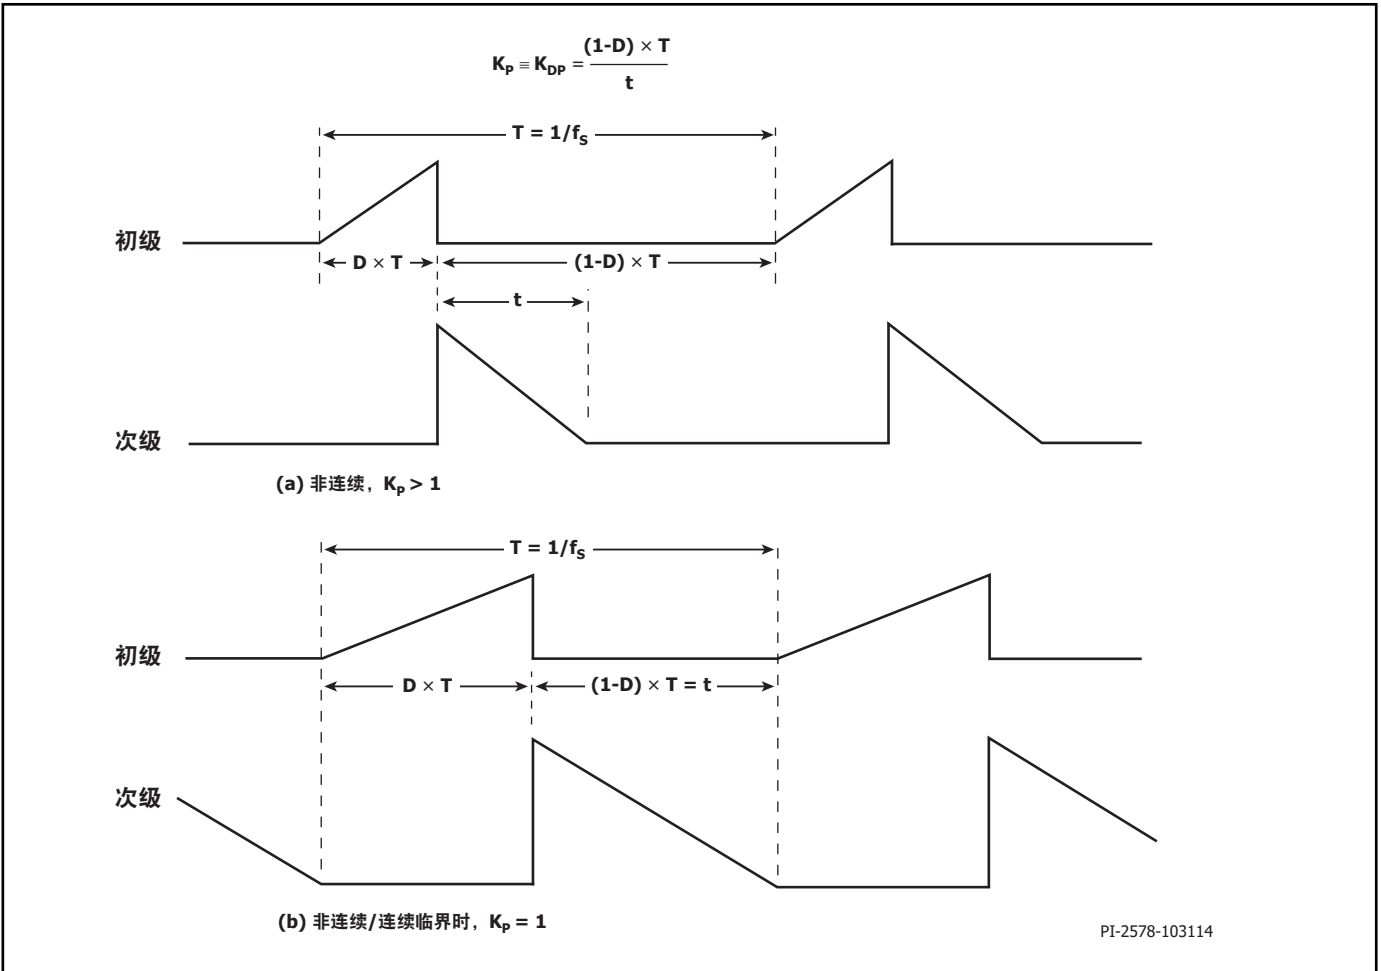 K_P ≡ K_DP = (1-D) × T / t
T = 1/f_S
初级
D × T
(1-D) × T
t
次级
(a) 非连续，K_P > 1
T = 1/f_S
初级
D × T
(1-D) × T = t
次级
(b) 非连续/连续临界时，K_P = 1
PI-2578-103114